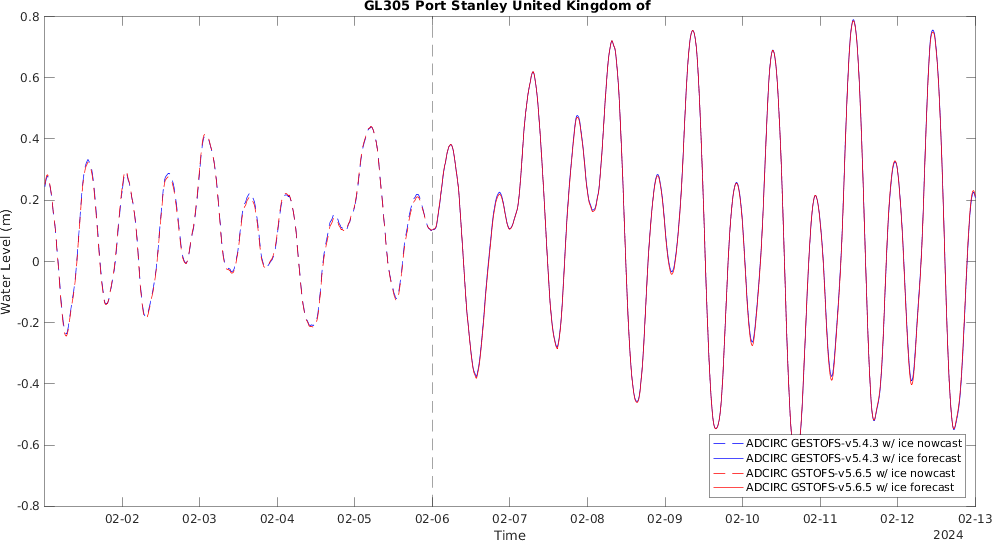 GL305 Port Stanley United Kingdom of
0.8
0.6
0.4
0.2
0
-0.2
-0.4
-0.6
-0.8
Water Level (m)
ADCIRC GESTOFS-v5.4.3 w/ ice nowcast
ADCIRC GESTOFS-v5.4.3 w/ ice forecast
ADCIRC GSTOFS-v5.6.5 w/ ice nowcast
ADCIRC GSTOFS-v5.6.5 w/ ice forecast
02-02 02-03 02-04 02-05 02-06 02-07 02-08 02-09 02-10 02-11 02-12 02-13
Time
2024